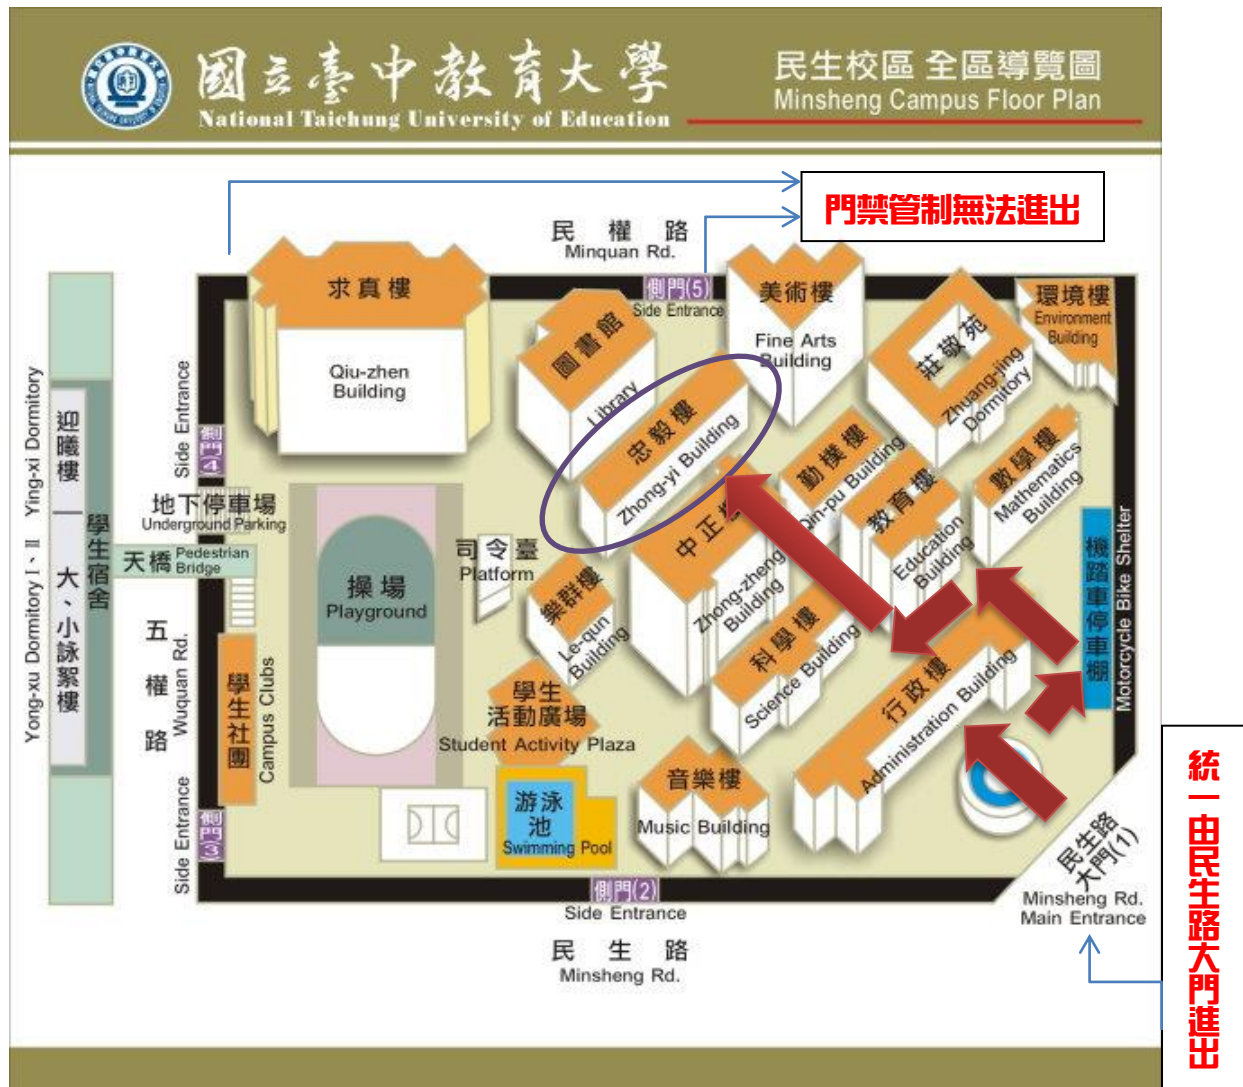 國立臺中教育大學
National Taichung University of Education
民生校區 全區導覽圖
Minsheng Campus Floor Plan
門禁管制無法進出
民權路
Minquan Rd.
側門(5)
Side Entrance
求真樓
Qiu-zhen
Building
圖書館
Library
美術樓
Fine Arts
Building
莊敬苑
Zhuang-jing
Dormitory
環境樓
Environment
Building
忠毅樓
Zhong-yi Building
勤樸樓
Qin-pu Building
教育樓
Education
Building
數學樓
Mathematics
Building
中正樓
Zhong-zheng
Building
科學樓
Science Building
行政樓
Administration Building
機踏車停車棚
Motorcycle Bike Shelter
Side Entrance
側門(4)
地下停車場
Underground Parking
天橋
Pedestrian
Bridge
迎曦樓
大、小詠絮樓
學生宿舍
Ying-xi Dormitory
Yong-xu Dormitory I、II
五權路
Wuquan Rd.
學生社團
Campus Clubs
操場
Playground
司令臺
Platform
樂群樓
Le-qun
Building
學生
活動廣場
Student Activity Plaza
游泳
池
Swimming Pool
音樂樓
Music Building
Side Entrance
側門(3)
側門(2)
Side Entrance
民生路
Minsheng Rd.
民生路
大門(1)
Minsheng Rd.
Main Entrance
統一由民生路大門進出